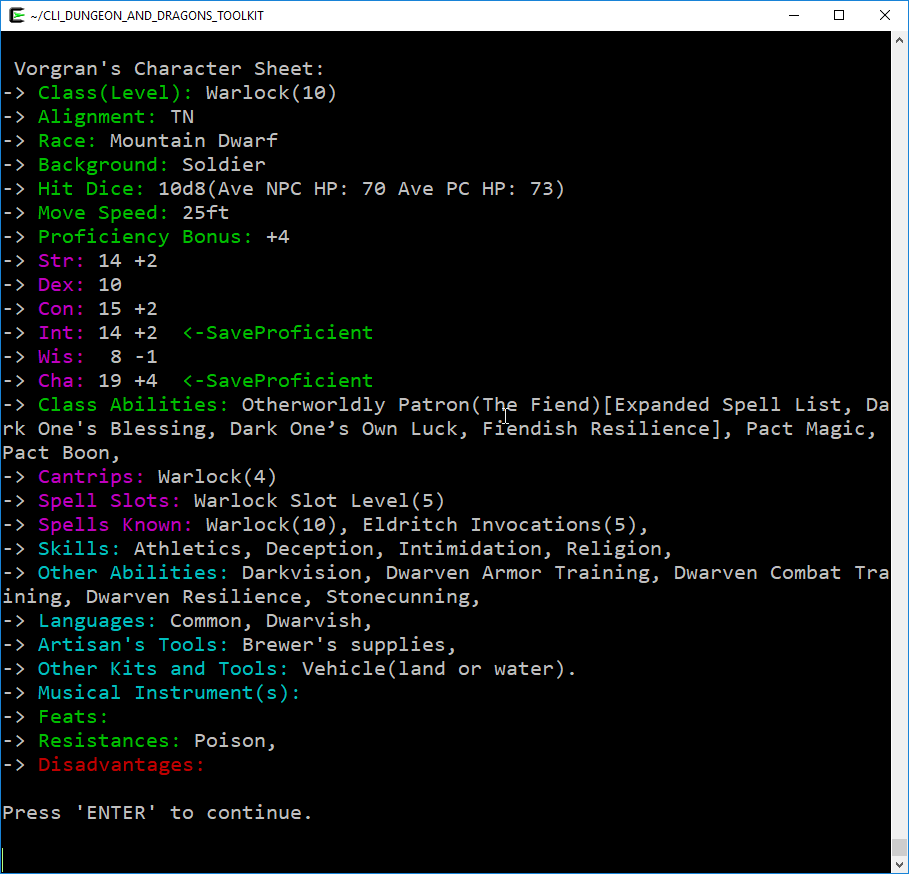 ~/CLI_DUNGEON_AND_DRAGONS_TOOLKIT
Vorgran's Character Sheet:
-> Class(Level): Warlock(10)
-> Alignment: TN
-> Race: Mountain Dwarf
-> Background: Soldier
-> Hit Dice: 10d8(Ave NPC HP: 70 Ave PC HP: 73)
-> Move Speed: 25ft
-> Proficiency Bonus: +4
-> Str: 14 +2
-> Dex: 10
-> Con: 15 +2
-> Int: 14 +2  <-SaveProficient
-> Wis:  8 -1
-> Cha: 19 +4  <-SaveProficient
-> Class Abilities: Otherworldly Patron(The Fiend)[Expanded Spell List, Da
rk One's Blessing, Dark One’s Own Luck, Fiendish Resilience], Pact Magic,
Pact Boon,
-> Cantrips: Warlock(4)
-> Spell Slots: Warlock Slot Level(5)
-> Spells Known: Warlock(10), Eldritch Invocations(5),
-> Skills: Athletics, Deception, Intimidation, Religion,
-> Other Abilities: Darkvision, Dwarven Armor Training, Dwarven Combat Tra
ining, Dwarven Resilience, Stonecunning,
-> Languages: Common, Dwarvish,
-> Artisan's Tools: Brewer's supplies,
-> Other Kits and Tools: Vehicle(land or water).
-> Musical Instrument(s):
-> Feats:
-> Resistances: Poison,
-> Disadvantages:
Press 'ENTER' to continue.